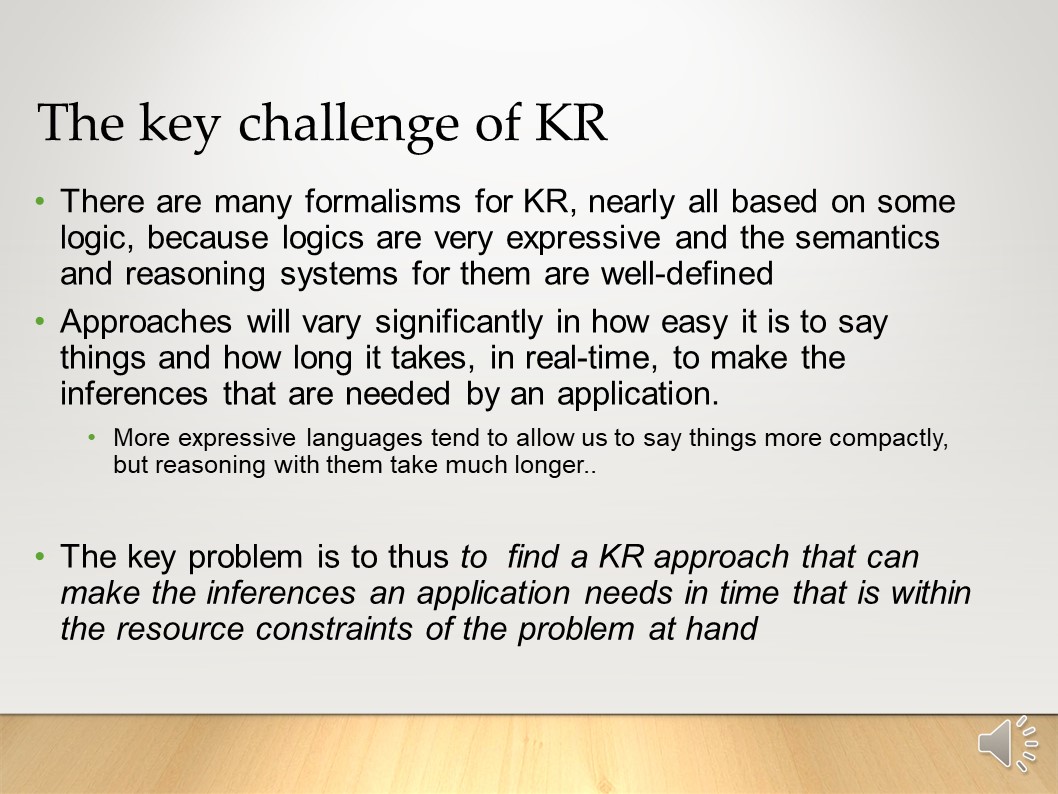 The key challenge of KR
• There are many formalisms for KR, nearly all based on some
logic, because logics are very expressive and the semantics
and reasoning systems for them are well-defined
• Approaches will vary significantly in how easy it is to say
things and how long it takes, in real-time, to make the
inferences that are needed by an application.
• More expressive languages tend to allow us to say things more compactly,
but reasoning with them take much longer..
• The key problem is to thus to find a KR approach that can
make the inferences an application needs in time that is within
the resource constraints of the problem at hand